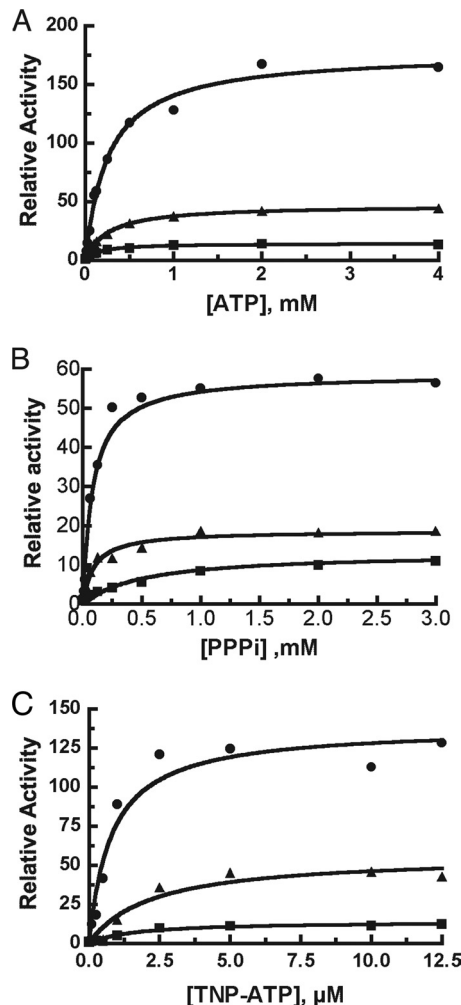 A
Relative Activity
200
150
100
50
0
0 1 2 3 4
[ATP], mM
B
Relative activity
60
50
40
30
20
10
0
0.0 0.5 1.0 1.5 2.0 2.5 3.0
[PPPi] ,mM
C
Relative Activity
150
125
100
75
50
25
0
0.0 2.5 5.0 7.5 10.0 12.5
[TNP-ATP], µM